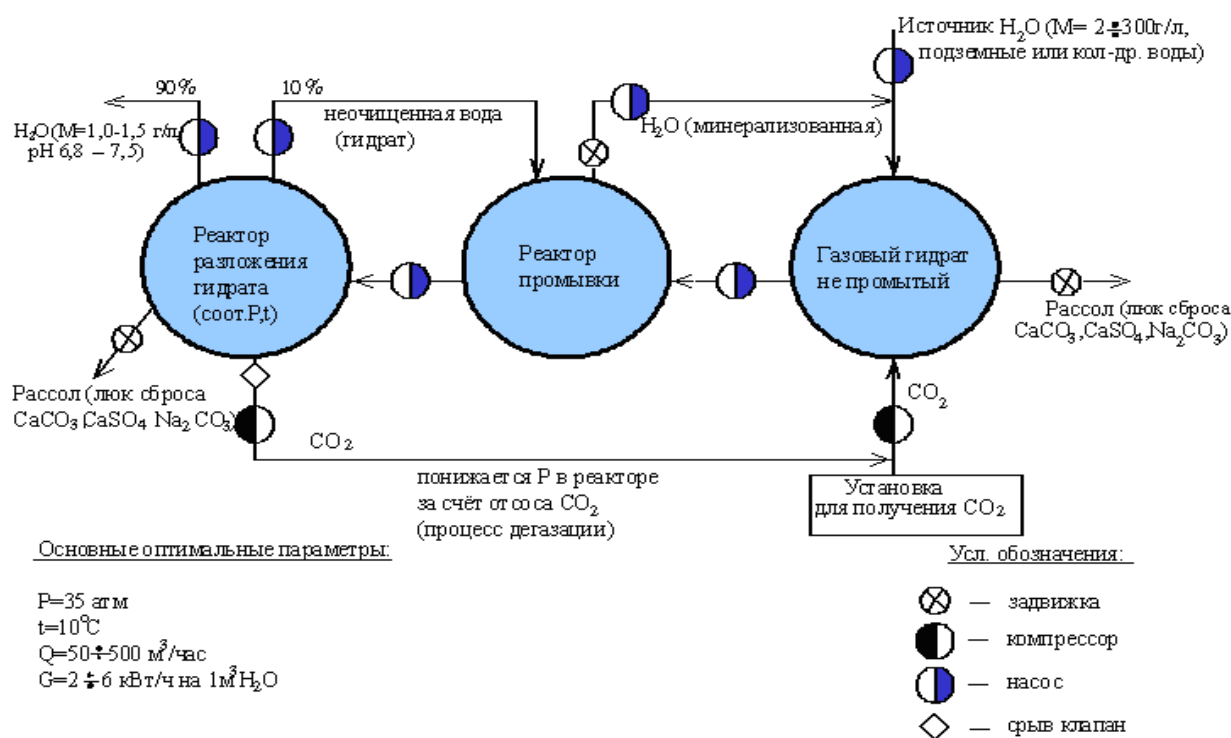 Источник H₂O (М= 2÷300г/л,
подземные или кол-др. воды)
90%
10%
неочищенная вода
(гидрат)
H₂O (минерализованная)
H₂O (М=1,0-1,5 г/л,
pH 6,8 – 7,5)
Реактор
разложения
гидрата
(соот.P,t)
Реактор
промывки
Газовый гидрат
не промытый
Рассол (люк сброса
CaCO₃,CaSO₄,Na₂CO₃)
Рассол (люк сброса
CaCO₃,CaSO₄ Na₂ CO₃)
CO₂
CO₂
понижается P в реакторе
за счёт отсоса CO₂
(процесс дегазации)
Установка
для получения CO₂
Основные оптимальные параметры:
P=35 атм
t=10°C
Q=50÷500 м³/час
G=2÷6 кВт/ч на 1м³H₂O
Усл. обозначения:
— задвижка
— компрессор
— насос
— срыв клапан